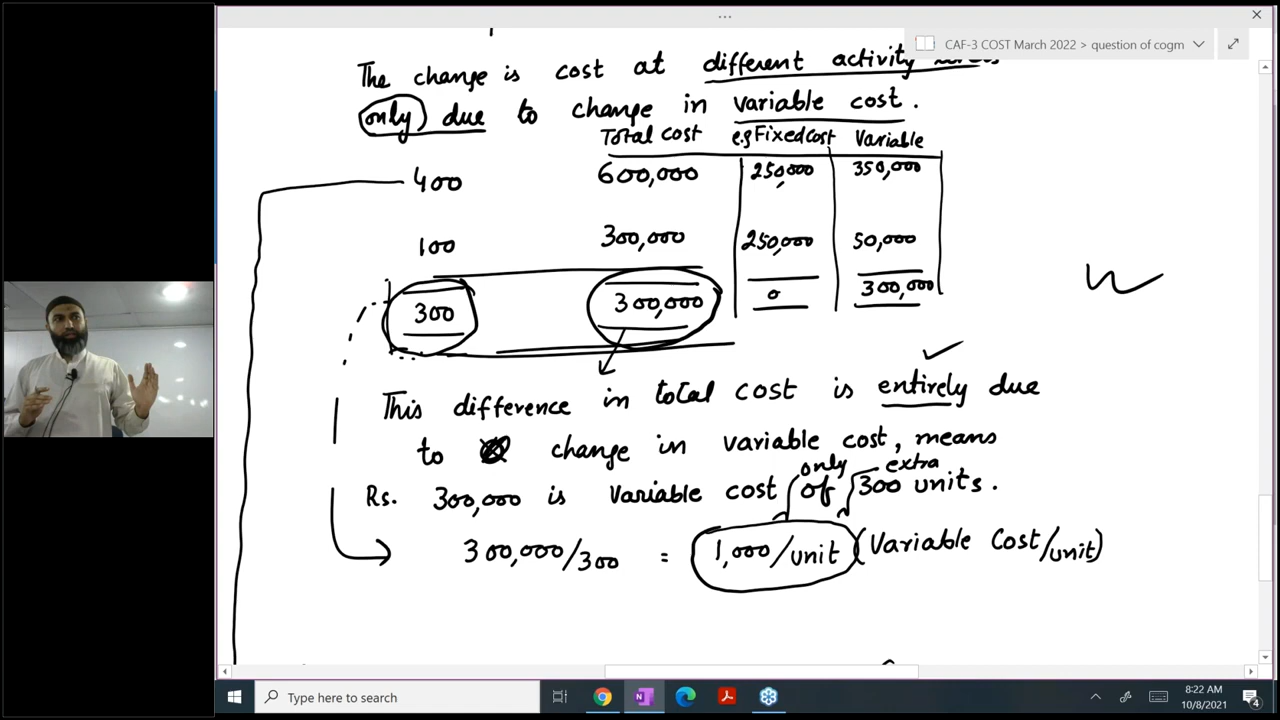 CAF-3 COST March 2022 > question of cogm
The change is cost at different activity
only) due to change in variable cost.
Total cost e.g Fixed cost Variable
400 600,000 250,000 350,000
100 300,000 250,000 50,000
300 300,000 0 300,000
This difference in total cost is entirely due
to change in variable cost, means
only extra
Rs. 300,000 is variable cost of 300 units.
300,000/300 = 1,000/unit (Variable Cost/unit)
Type here to search
8:22 AM
10/8/2021
4